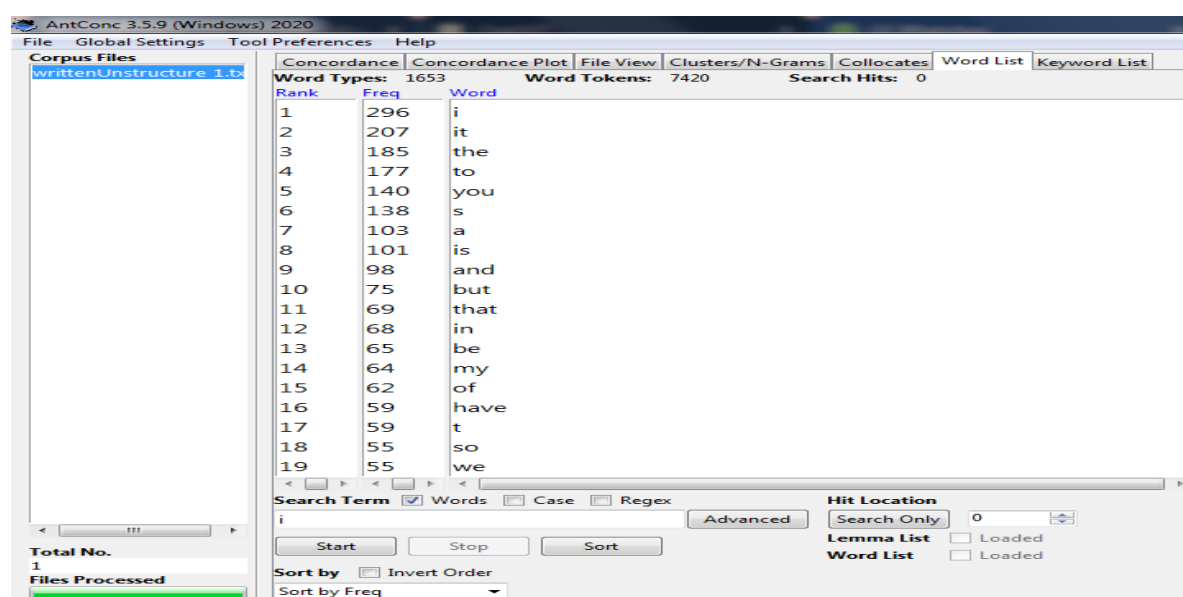 AntConc 3.5.9 (Windows) 2020
File Global Settings Tool Preferences Help
Corpus Files
writtenUnstructure 1.tx
Concordance Concordance Plot File View Clusters/N-Grams Collocates Word List Keyword List
Word Types: 1653 Word Tokens: 7420 Search Hits: 0
Rank Freq Word
1 296 i
2 207 it
3 185 the
4 177 to
5 140 you
6 138 s
7 103 a
8 101 is
9 98 and
10 75 but
11 69 that
12 68 in
13 65 be
14 64 my
15 62 of
16 59 have
17 59 t
18 55 so
19 55 we
Search Term Words Case Regex Hit Location
i Advanced Search Only 0
Start Stop Sort Lemma List Loaded
Word List Loaded
Total No.
1
Files Processed
Sort by Invert Order
Sort by Freq